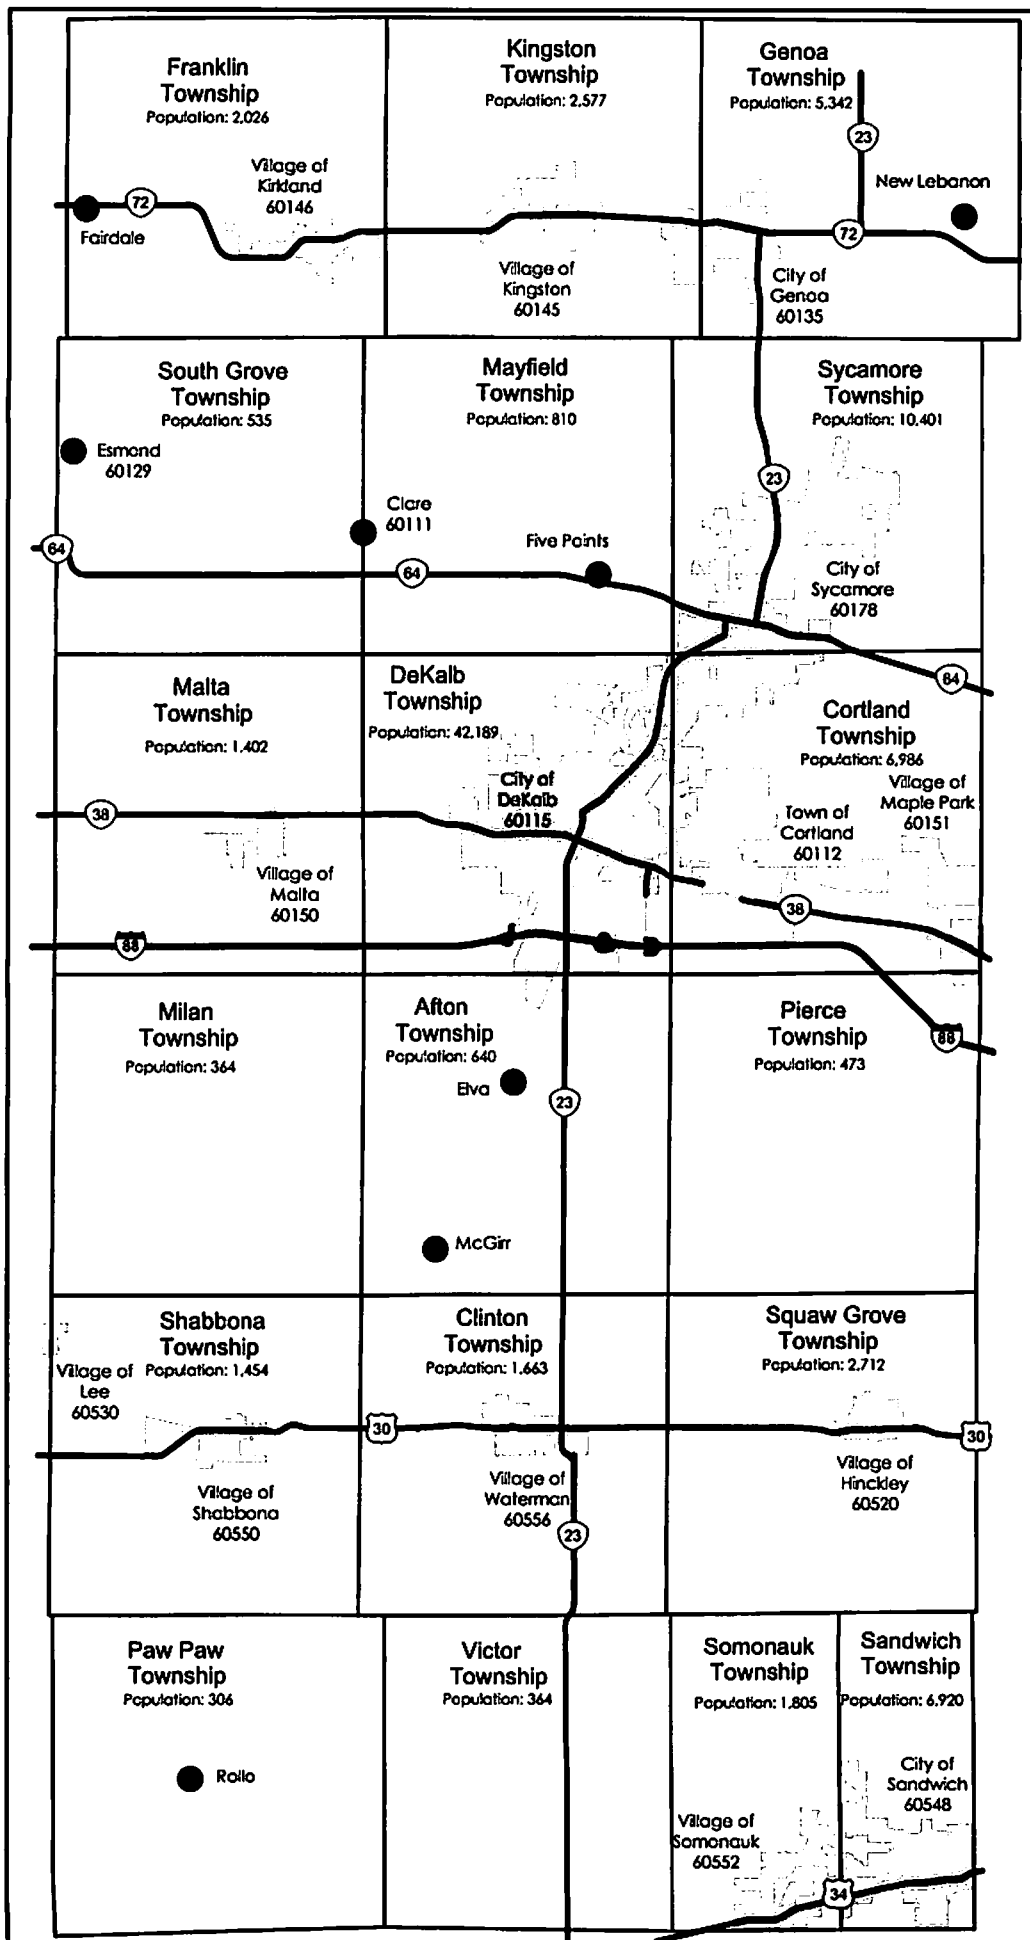 Franklin
Township
Population: 2,026
Kingston
Township
Population: 2,577
Genoa
Township
Population: 5,342
23
Village of
Kirkland
60146
New Lebanon
72
Fairdale
72
Village of
Kingston
60145
City of
Genoa
60135
South Grove
Township
Population: 535
Mayfield
Township
Population: 810
Sycamore
Township
Population: 10,401
Esmond
60129
23
Clare
60111
Five Points
64
64
City of
Sycamore
60178
64
Malta
Township
Population: 1,402
DeKalb
Township
Population: 42,189
Cortland
Township
Population: 6,986
City of
DeKalb
60115
Village of
Maple Park
60151
38
Town of
Cortland
60112
Village of
Malta
60150
38
88
Milan
Township
Population: 364
Afton
Township
Population: 640
Pierce
Township
Population: 473
88
Elva
23
McGirr
Shabbona
Township
Population: 1,454
Clinton
Township
Population: 1,663
Squaw Grove
Township
Population: 2,712
Village of
Lee
60530
30
30
Village of
Shabbona
60550
Village of
Waterman
60556
Village of
Hinckley
60520
23
Paw Paw
Township
Population: 306
Victor
Township
Population: 364
Somonauk
Township
Population: 1,805
Sandwich
Township
Population: 6,920
Rollo
City of
Sandwich
60548
Village of
Somonauk
60552
34